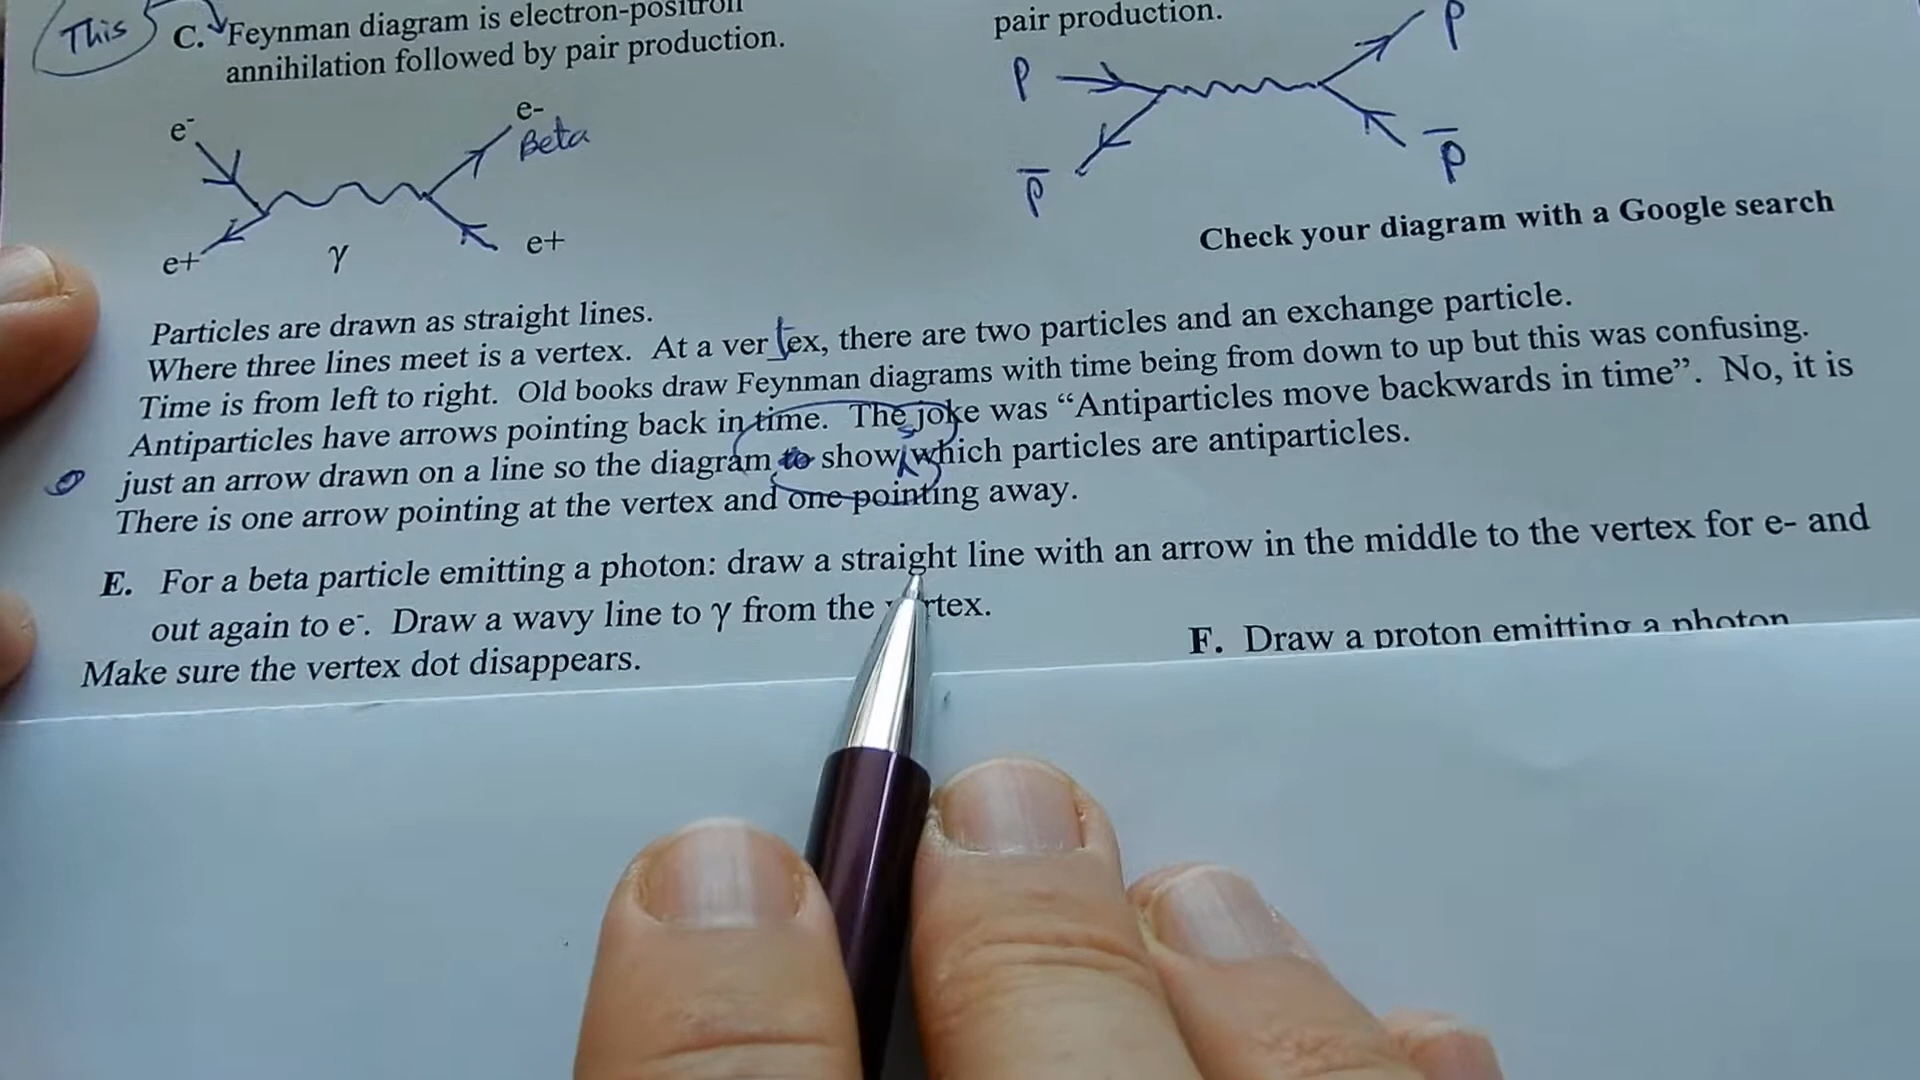 This
C. Feynman diagram is electron-positron
annihilation followed by pair production.
pair production.
e-
e-
Beta
e+
γ
e+
p
p
p̅
p̅
Check your diagram with a Google search
Particles are drawn as straight lines.
Where three lines meet is a vertex. At a vertex, there are two particles and an exchange particle.
Time is from left to right. Old books draw Feynman diagrams with time being from down to up but this was confusing.
Antiparticles have arrows pointing back in time. The joke was “Antiparticles move backwards in time”. No, it is
just an arrow drawn on a line so the diagram to shows which particles are antiparticles.
There is one arrow pointing at the vertex and one pointing away.
E. For a beta particle emitting a photon: draw a straight line with an arrow in the middle to the vertex for e- and
out again to e-. Draw a wavy line to γ from the vertex.
Make sure the vertex dot disappears.
F. Draw a proton emitting a photon